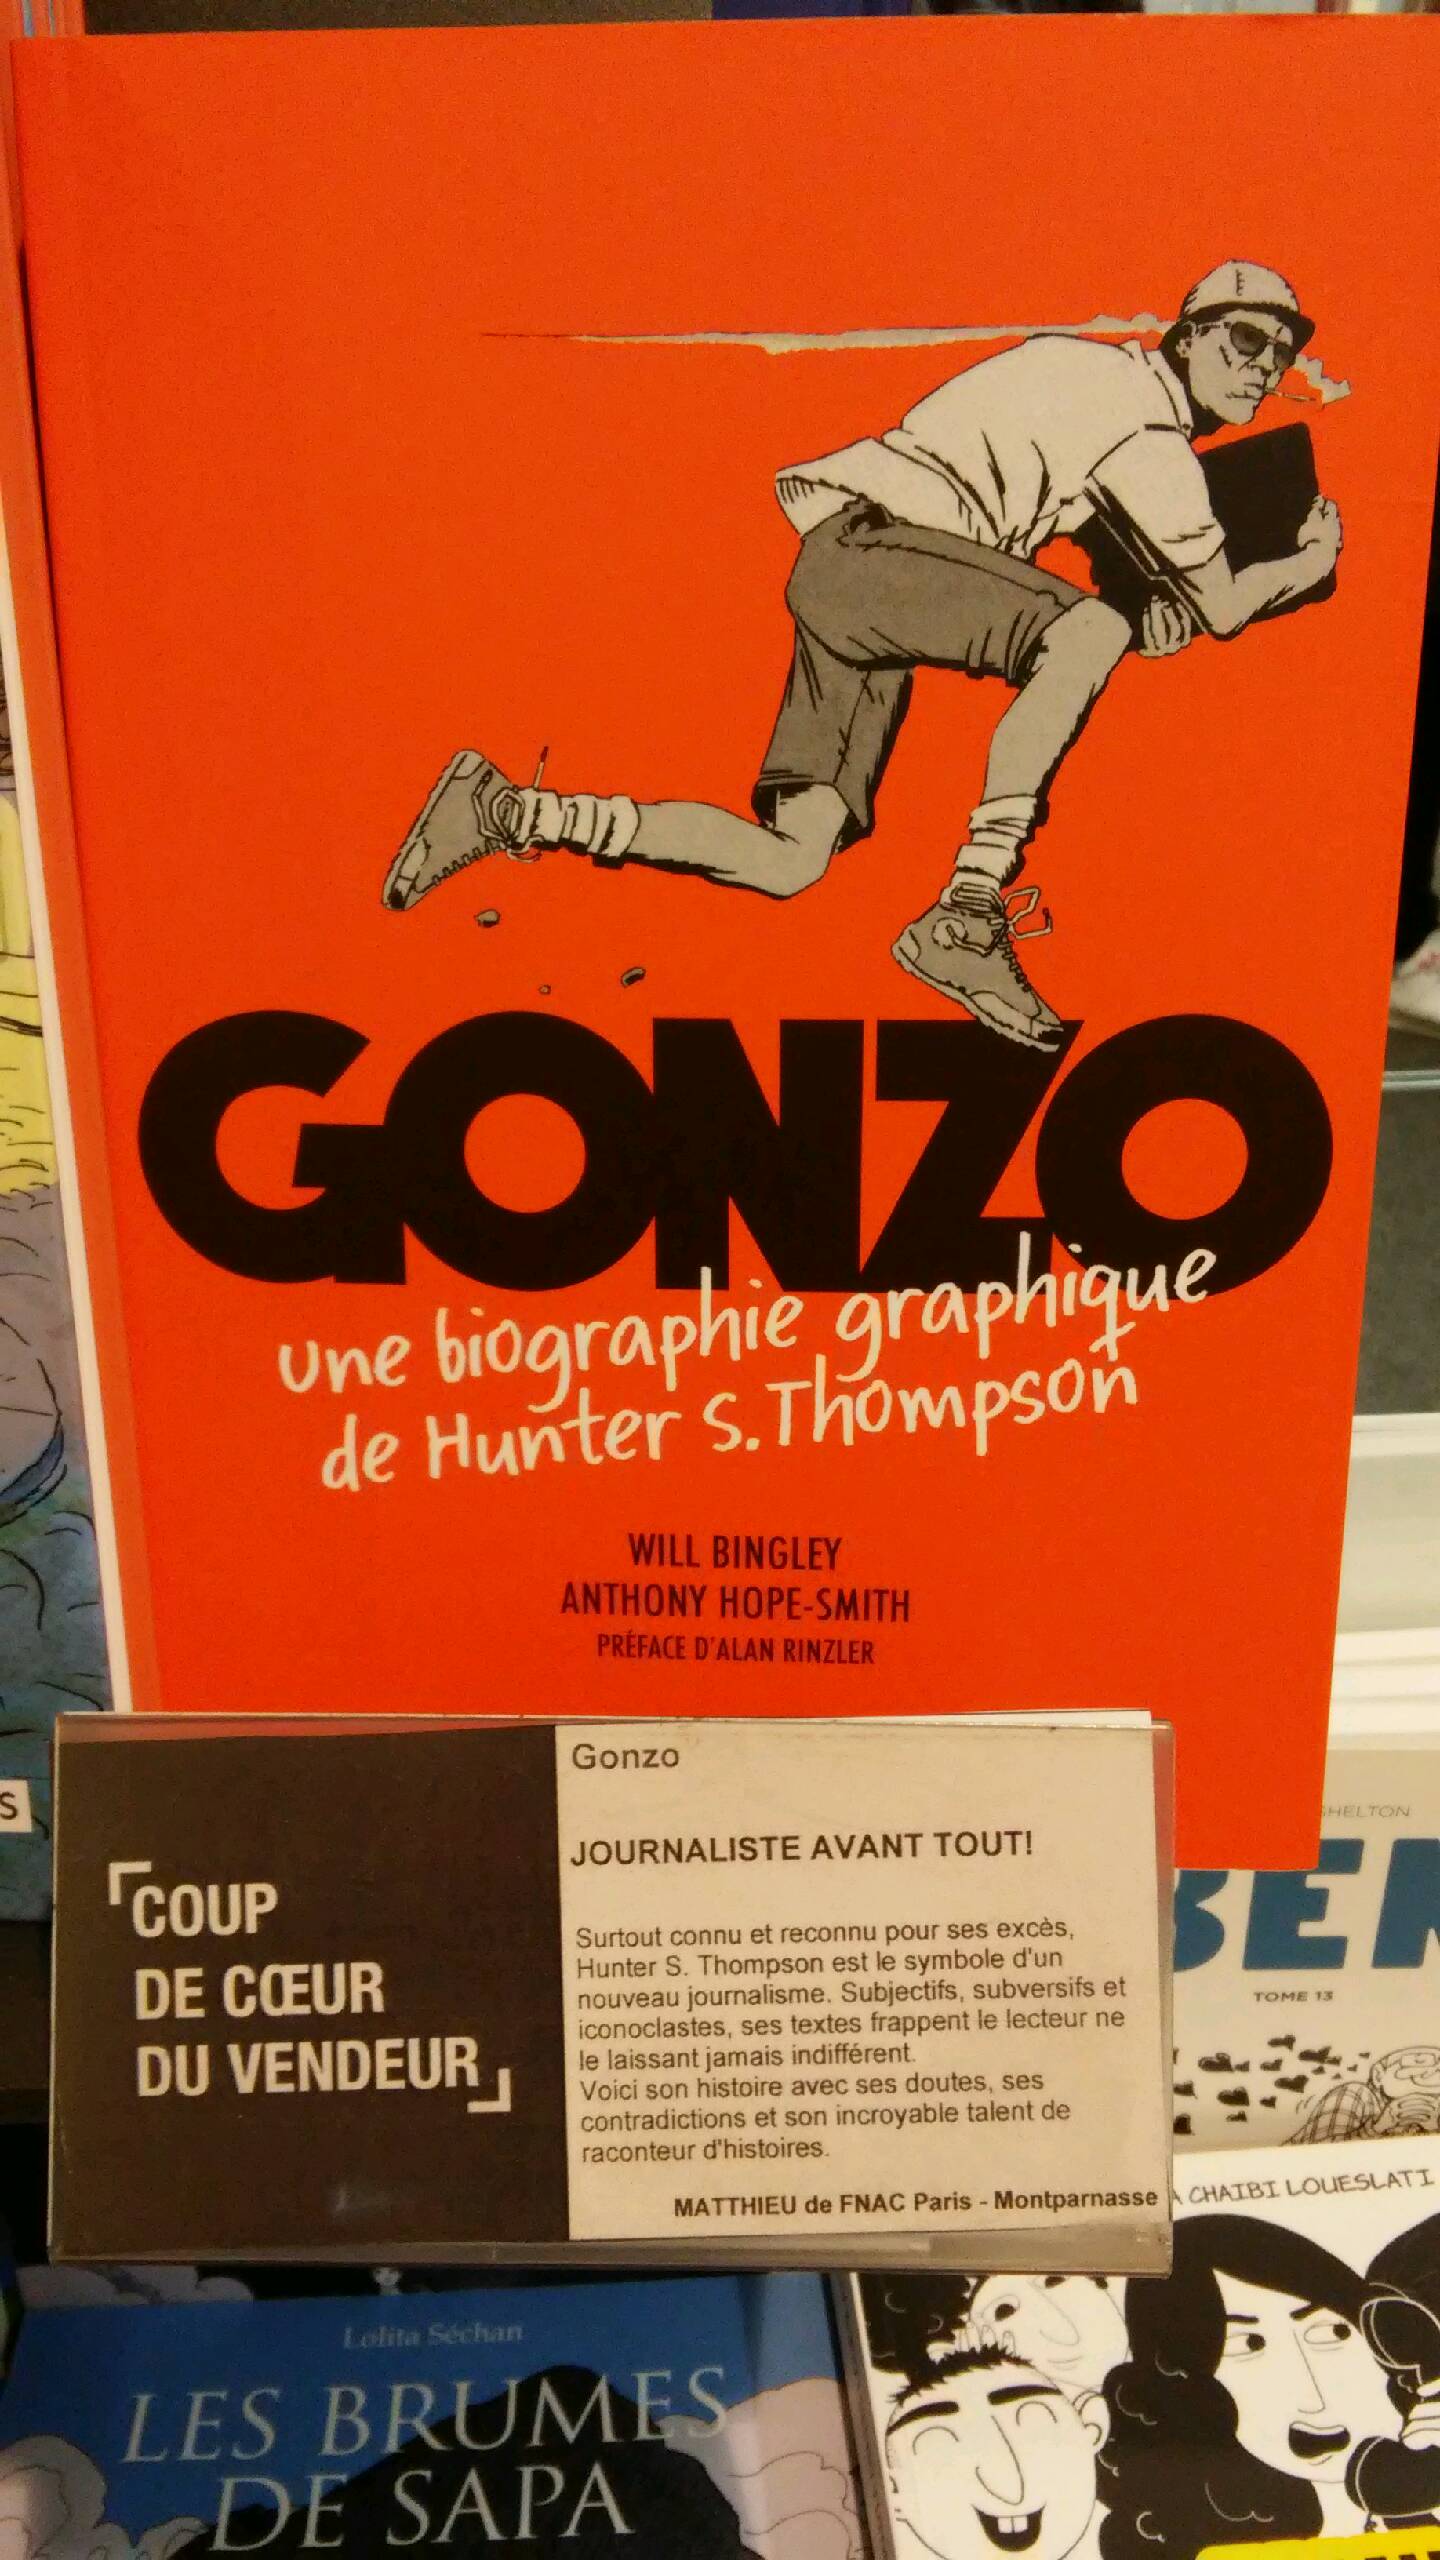 GONZO
une biographie graphique
de Hunter S. Thompson
WILL BINGLEY
ANTHONY HOPE-SMITH
PRÉFACE D'ALAN RINZLER
「COUP
DE CŒUR
DU VENDEUR」
Gonzo
JOURNALISTE AVANT TOUT!
Surtout connu et reconnu pour ses excès,
Hunter S. Thompson est le symbole d'un
nouveau journalisme. Subjectifs, subversifs et
iconoclastes, ses textes frappent le lecteur ne
le laissant jamais indifférent.
Voici son histoire avec ses doutes, ses
contradictions et son incroyable talent de
raconteur d'histoires.
MATTHIEU de FNAC Paris - Montparnasse
S
SHELTON
BEN
TOME 13
A CHAIBI LOUESLATI
Lolita Séchan
LES BRUMES
DE SAPA